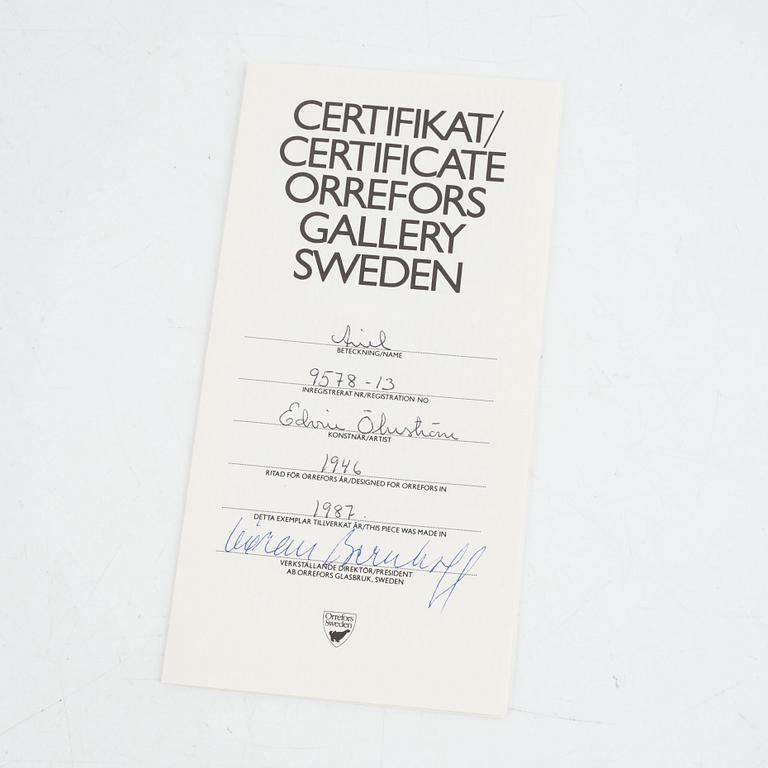 CERTIFIKAT/
CERTIFICATE
ORREFORS
GALLERY
SWEDEN
Ariel
BETECKNING/NAME
9578-13
INREGISTRERAT NR/REGISTRATION NO
Edvin Öhrström
KONSTNÄR/ARTIST
1946
RITAD FÖR ORREFORS ÅR/DESIGNED FOR ORREFORS IN
1987.
DETTA EXEMPLAR TILLVERKAT ÅR/THIS PIECE WAS MADE IN
Göran Bernhoff
VERKSTÄLLANDE DIREKTÖR/PRESIDENT
AB ORREFORS GLASBRUK, SWEDEN
Orrefors
Sweden